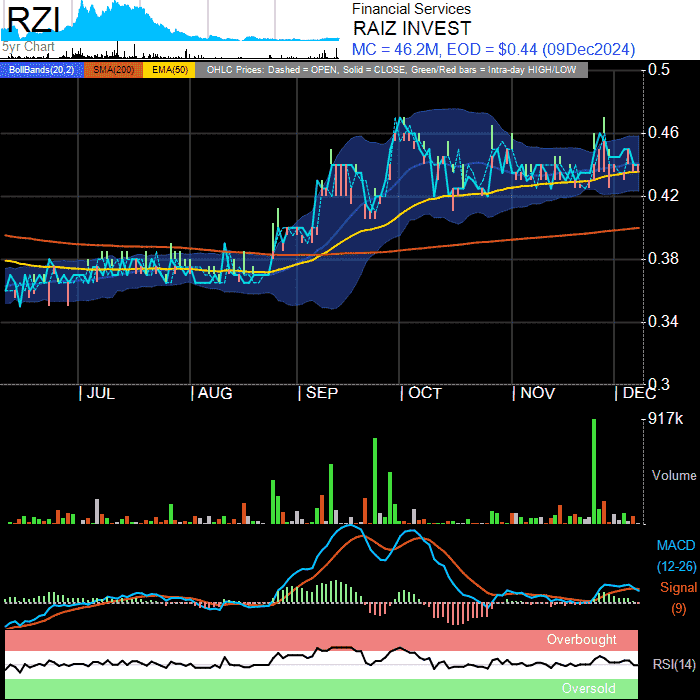 RZI
5yr Chart
Financial Services
RAIZ INVEST
MC = 46.2M, EOD = $0.44 (09Dec2024)
BollBands(20,2) SMA(200) EMA(50) OHLC Prices: Dashed = OPEN, Solid = CLOSE, Green/Red bars = Intra-day HIGH/LOW
0.5
0.46
0.42
0.38
0.34
0.3
JUL AUG SEP OCT NOV DEC
917k
Volume
MACD
(12-26)
Signal
(9)
Overbought
RSI(14)
Oversold